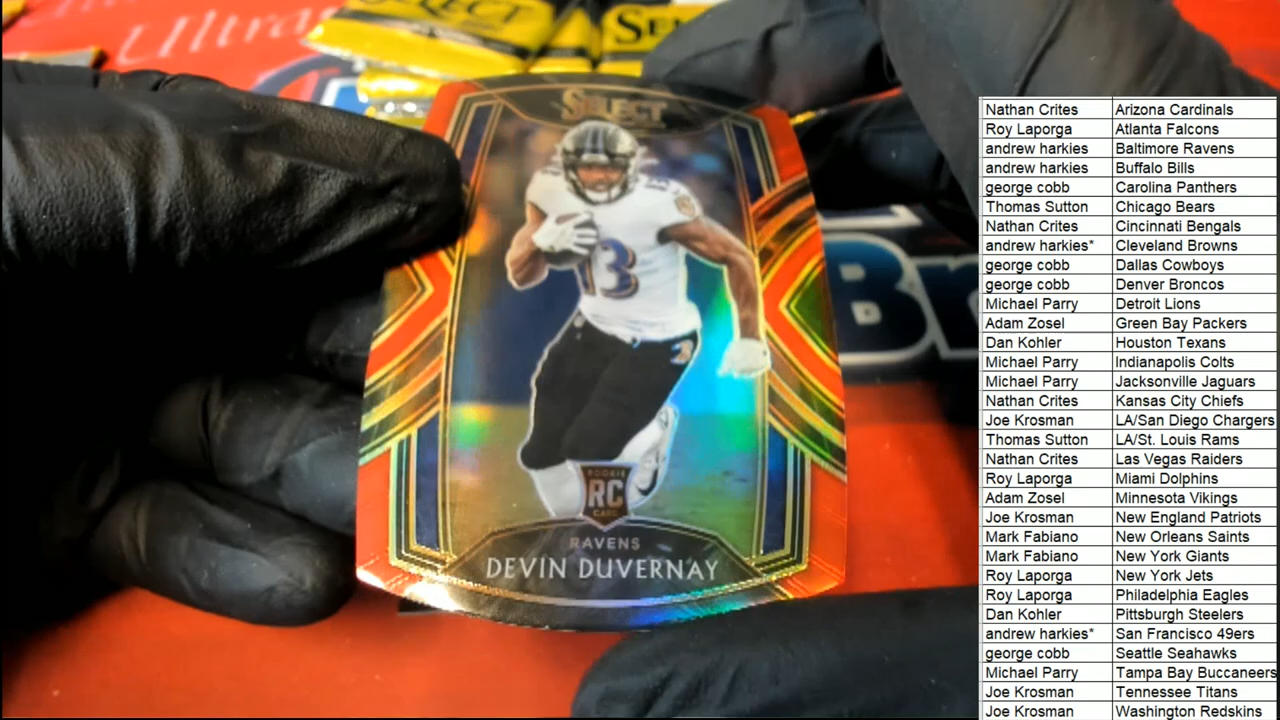 Ultra
SELECT
SE
SELECT
13
13
ROOKIE
RC
CARD
RAVENS
DEVIN DUVERNAY
Nathan Crites Arizona Cardinals
Roy Laporga Atlanta Falcons
andrew harkies Baltimore Ravens
andrew harkies Buffalo Bills
george cobb Carolina Panthers
Thomas Sutton Chicago Bears
Nathan Crites Cincinnati Bengals
andrew harkies* Cleveland Browns
george cobb Dallas Cowboys
george cobb Denver Broncos
Michael Parry Detroit Lions
Adam Zosel Green Bay Packers
Dan Kohler Houston Texans
Michael Parry Indianapolis Colts
Michael Parry Jacksonville Jaguars
Nathan Crites Kansas City Chiefs
Joe Krosman LA/San Diego Chargers
Thomas Sutton LA/St. Louis Rams
Nathan Crites Las Vegas Raiders
Roy Laporga Miami Dolphins
Adam Zosel Minnesota Vikings
Joe Krosman New England Patriots
Mark Fabiano New Orleans Saints
Mark Fabiano New York Giants
Roy Laporga New York Jets
Roy Laporga Philadelphia Eagles
Dan Kohler Pittsburgh Steelers
andrew harkies* San Francisco 49ers
george cobb Seattle Seahawks
Michael Parry Tampa Bay Buccaneers
Joe Krosman Tennessee Titans
Joe Krosman Washington Redskins